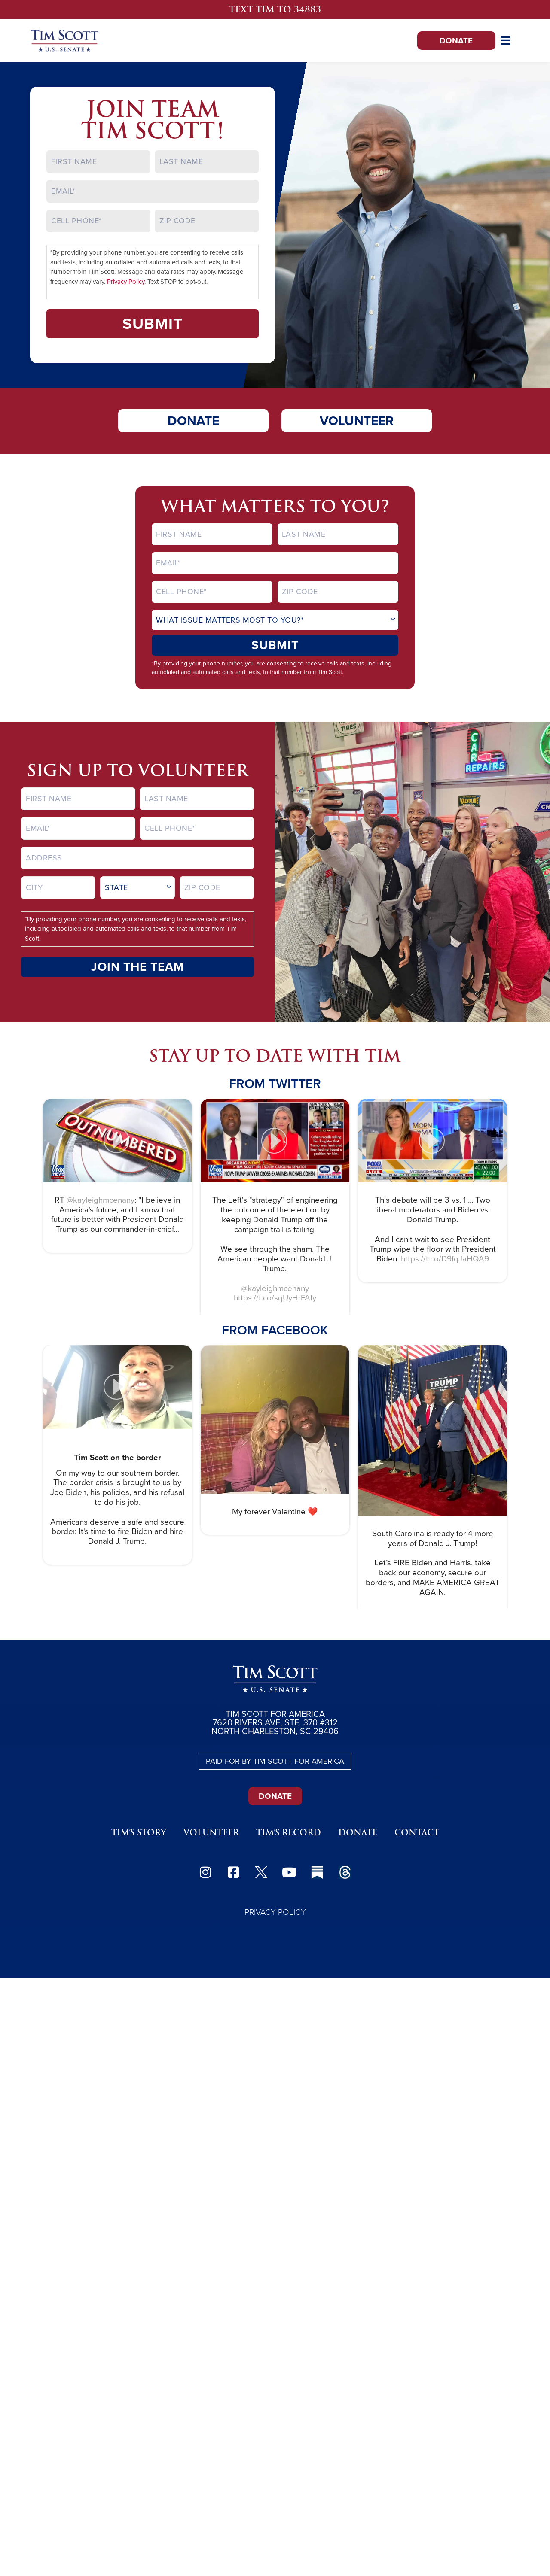 TEXT TIM TO 34883
TIM SCOTT
U.S. SENATE
DONATE
JOIN TEAM
TIM SCOTT!
FIRST NAME
LAST NAME
EMAIL*
CELL PHONE*
ZIP CODE
*By providing your phone number, you are consenting to receive calls
and texts, including autodialed and automated calls and texts, to that
number from Tim Scott. Message and data rates may apply. Message
frequency may vary. Privacy Policy. Text STOP to opt-out.
SUBMIT
DONATE
VOLUNTEER
WHAT MATTERS TO YOU?
FIRST NAME
LAST NAME
EMAIL*
CELL PHONE*
ZIP CODE
WHAT ISSUE MATTERS MOST TO YOU?*
SUBMIT
*By providing your phone number, you are consenting to receive calls and texts, including
autodialed and automated calls and texts, to that number from Tim Scott.
SIGN UP TO VOLUNTEER
FIRST NAME
LAST NAME
EMAIL*
CELL PHONE*
ADDRESS
CITY
STATE
ZIP CODE
*By providing your phone number, you are consenting to receive calls and texts,
including autodialed and automated calls and texts, to that number from Tim
Scott.
JOIN THE TEAM
TIRES
CAR
REPAIRS
STAY UP TO DATE WITH TIM
FROM TWITTER
OUTNUMBERED
RT @kayleighmcenany: "I believe in
America's future, and I know that
future is better with President Donald
Trump as our commander-in-chief...
BREAKING NEWS
NOW: TRUMP LAWYER CROSS-EXAMINES MICHAEL COHEN
The Left's "strategy" of engineering
the outcome of the election by
keeping Donald Trump off the
campaign trail is failing.
We see through the sham. The
American people want Donald J.
Trump.
@kayleighmcenany
https://t.co/sqUyHrFAIy
This debate will be 3 vs. 1 ... Two
liberal moderators and Biden vs.
Donald Trump.
And I can't wait to see President
Trump wipe the floor with President
Biden. https://t.co/D9fqJaHQA9
FROM FACEBOOK
Tim Scott on the border
On my way to our southern border.
The border crisis is brought to us by
Joe Biden, his policies, and his refusal
to do his job.
Americans deserve a safe and secure
border. It's time to fire Biden and hire
Donald J. Trump.
My forever Valentine ❤️
TRUMP
South Carolina is ready for 4 more
years of Donald J. Trump!
Let's FIRE Biden and Harris, take
back our economy, secure our
borders, and MAKE AMERICA GREAT
AGAIN.
TIM SCOTT
U.S. SENATE
TIM SCOTT FOR AMERICA
7620 RIVERS AVE, STE. 370 #312
NORTH CHARLESTON, SC 29406
PAID FOR BY TIM SCOTT FOR AMERICA
DONATE
TIM'S STORY
VOLUNTEER
TIM'S RECORD
DONATE
CONTACT
PRIVACY POLICY